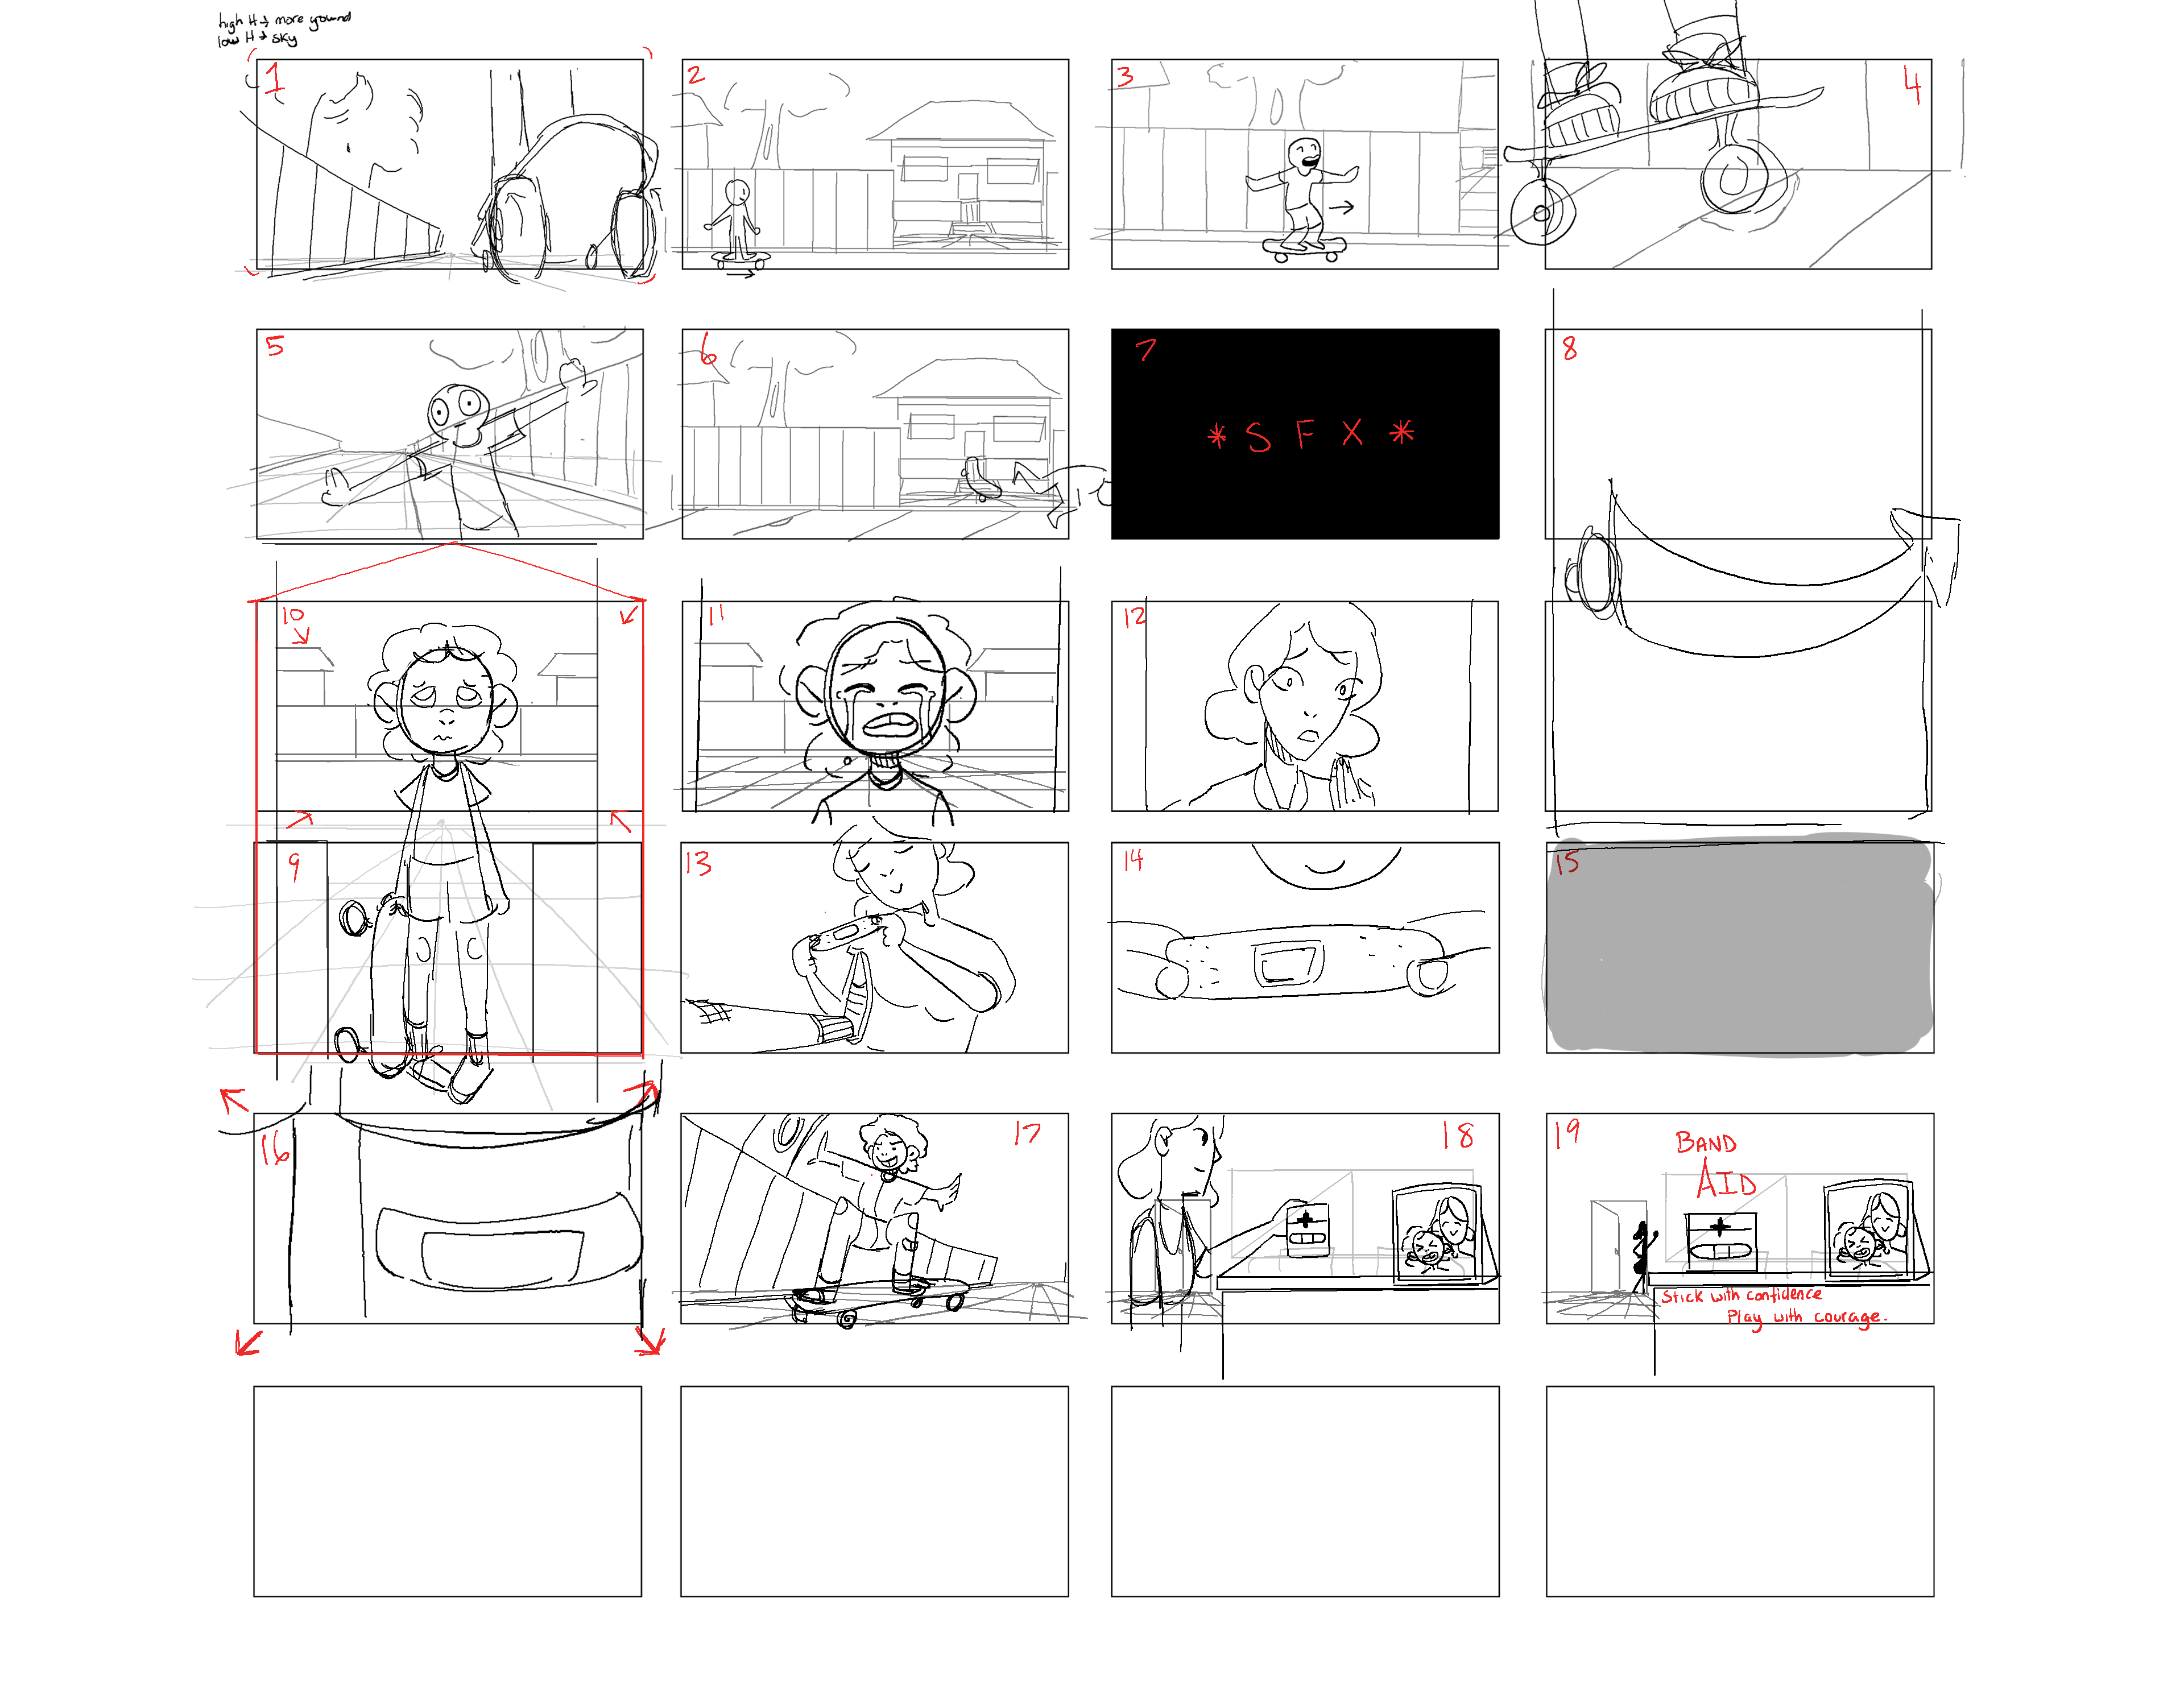 high H → more ground
low H → sky
1
2
3
4
5
6
7
* S F X *
8
10
11
12
9
13
14
15
16
17
18
19
BAND
AID
Stick with confidence
Play with courage.